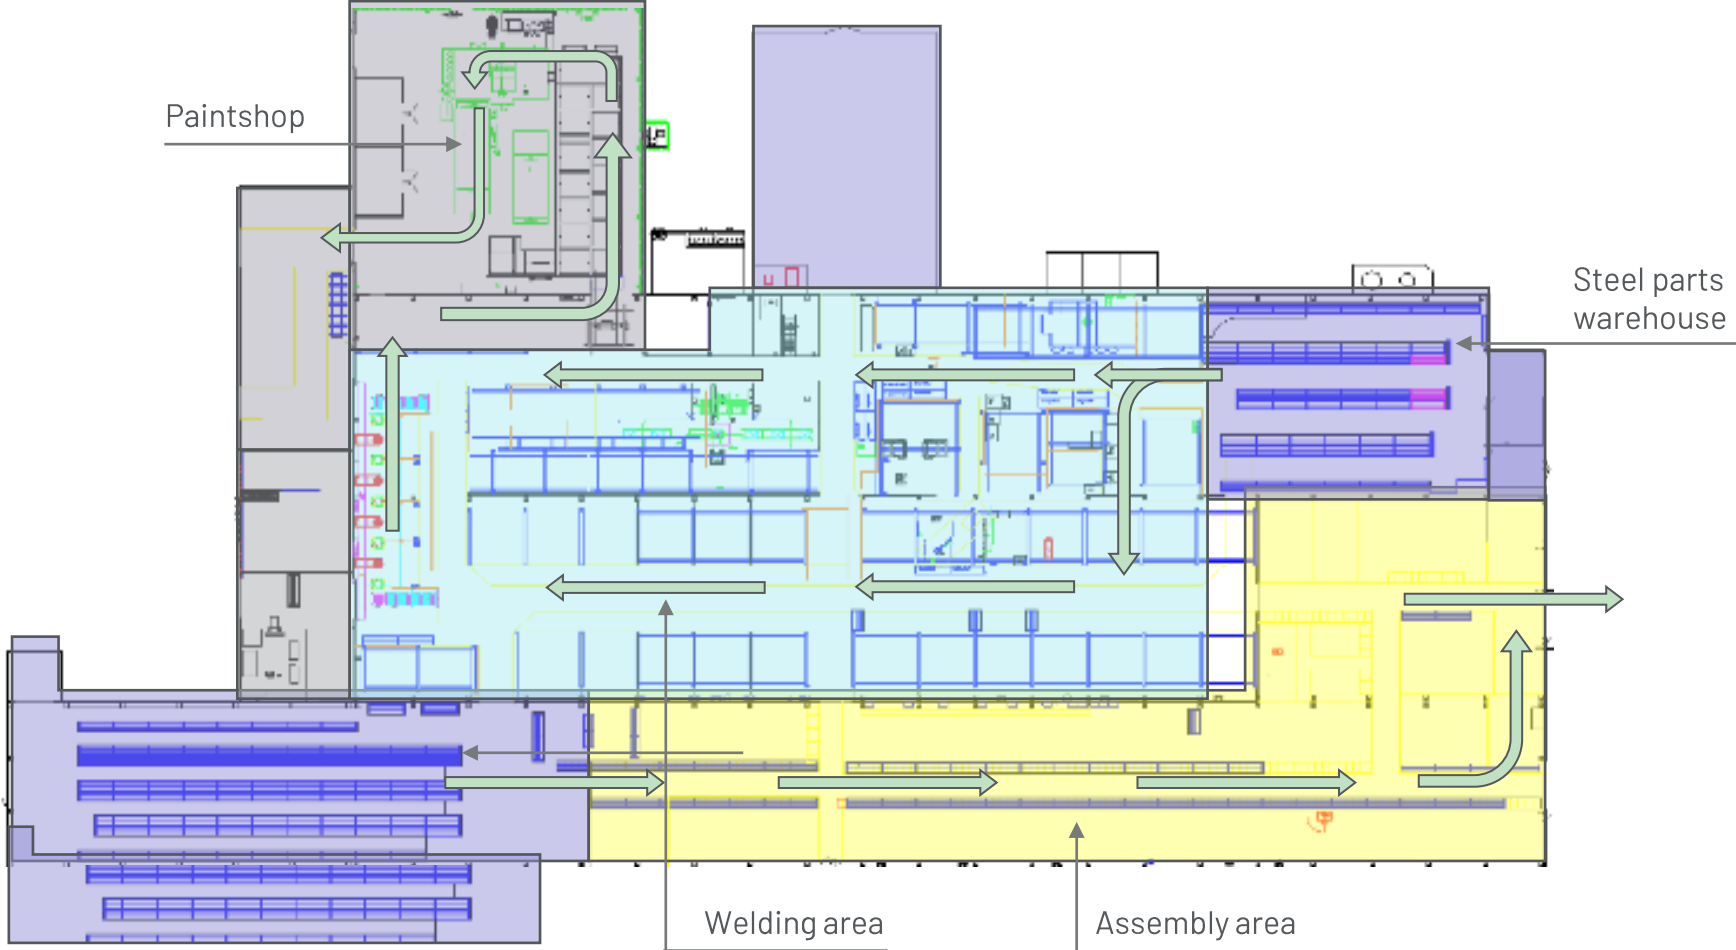 Paintshop
Steel parts
warehouse
Welding area
Assembly area